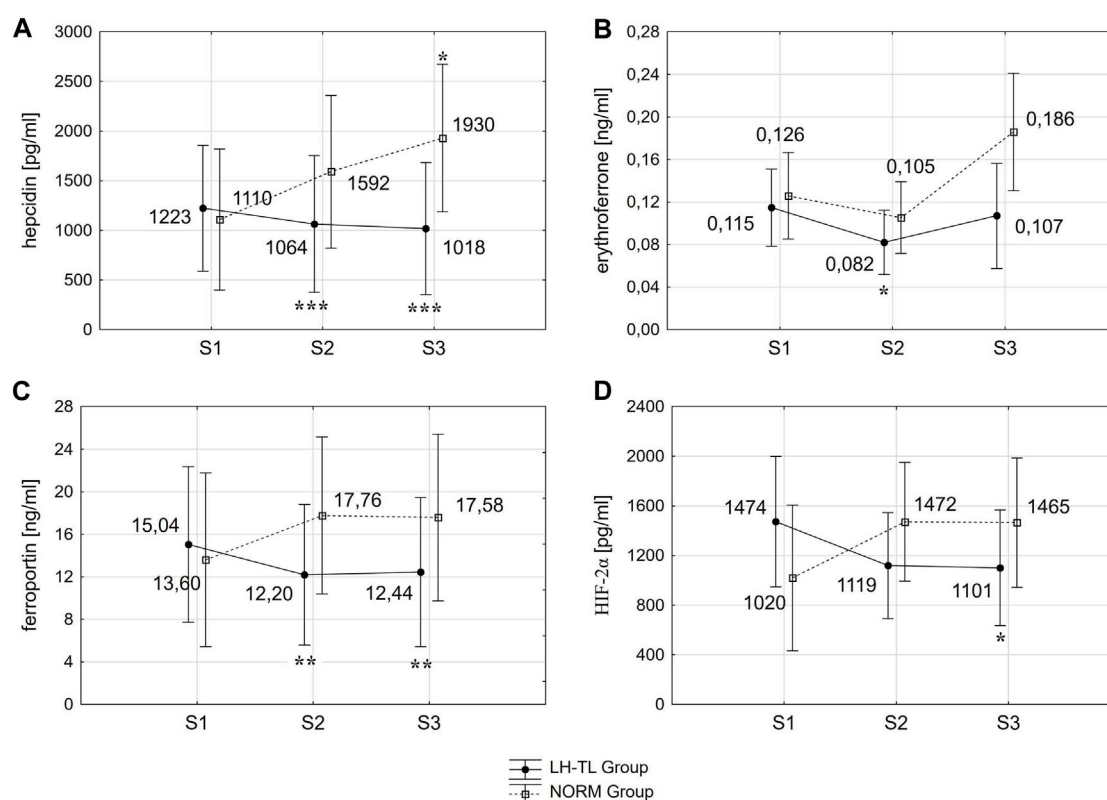 A
hepcidin [pg/ml]
3000
2500
2000
1500
1000
500
0
1223
1110
1064
1592
1018
1930
*
***
***
S1
S2
S3
B
erythroferrone [ng/ml]
0,28
0,24
0,20
0,16
0,12
0,08
0,04
0,00
0,126
0,115
0,105
0,082
0,186
0,107
*
S1
S2
S3
C
ferroportin [ng/ml]
28
24
20
16
12
8
4
0
15,04
13,60
17,76
12,20
17,58
12,44
**
**
S1
S2
S3
D
HIF-2α [pg/ml]
2400
2000
1600
1200
800
400
0
1474
1020
1472
1119
1465
1101
*
S1
S2
S3
LH-TL Group
NORM Group